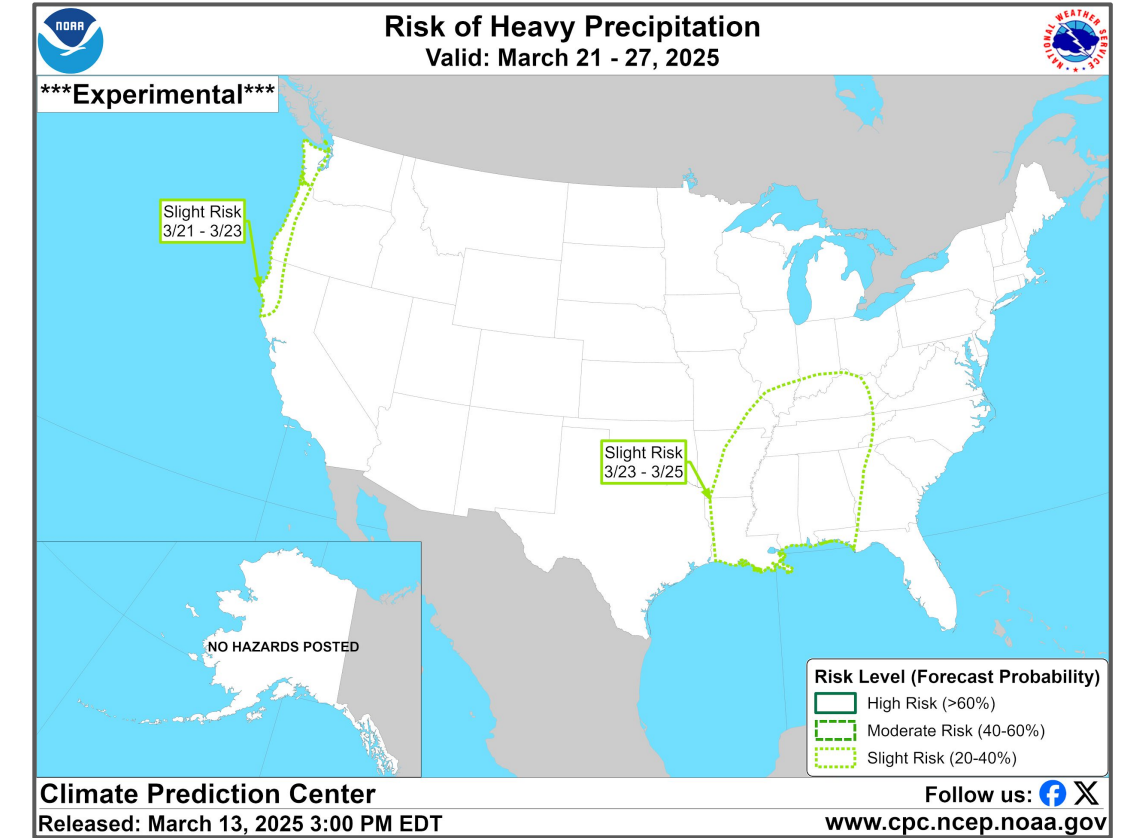 NOAA
Risk of Heavy Precipitation
Valid: March 21 - 27, 2025
NATIONAL WEATHER SERVICE
***Experimental***
Slight Risk
3/21 - 3/23
Slight Risk
3/23 - 3/25
NO HAZARDS POSTED
Risk Level (Forecast Probability)
High Risk (>60%)
Moderate Risk (40-60%)
Slight Risk (20-40%)
Climate Prediction Center
Follow us:
Released: March 13, 2025 3:00 PM EDT
www.cpc.ncep.noaa.gov